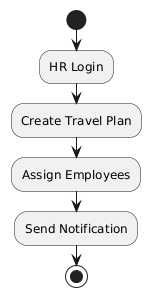 HR Login
Create Travel Plan
Assign Employees
Send Notification